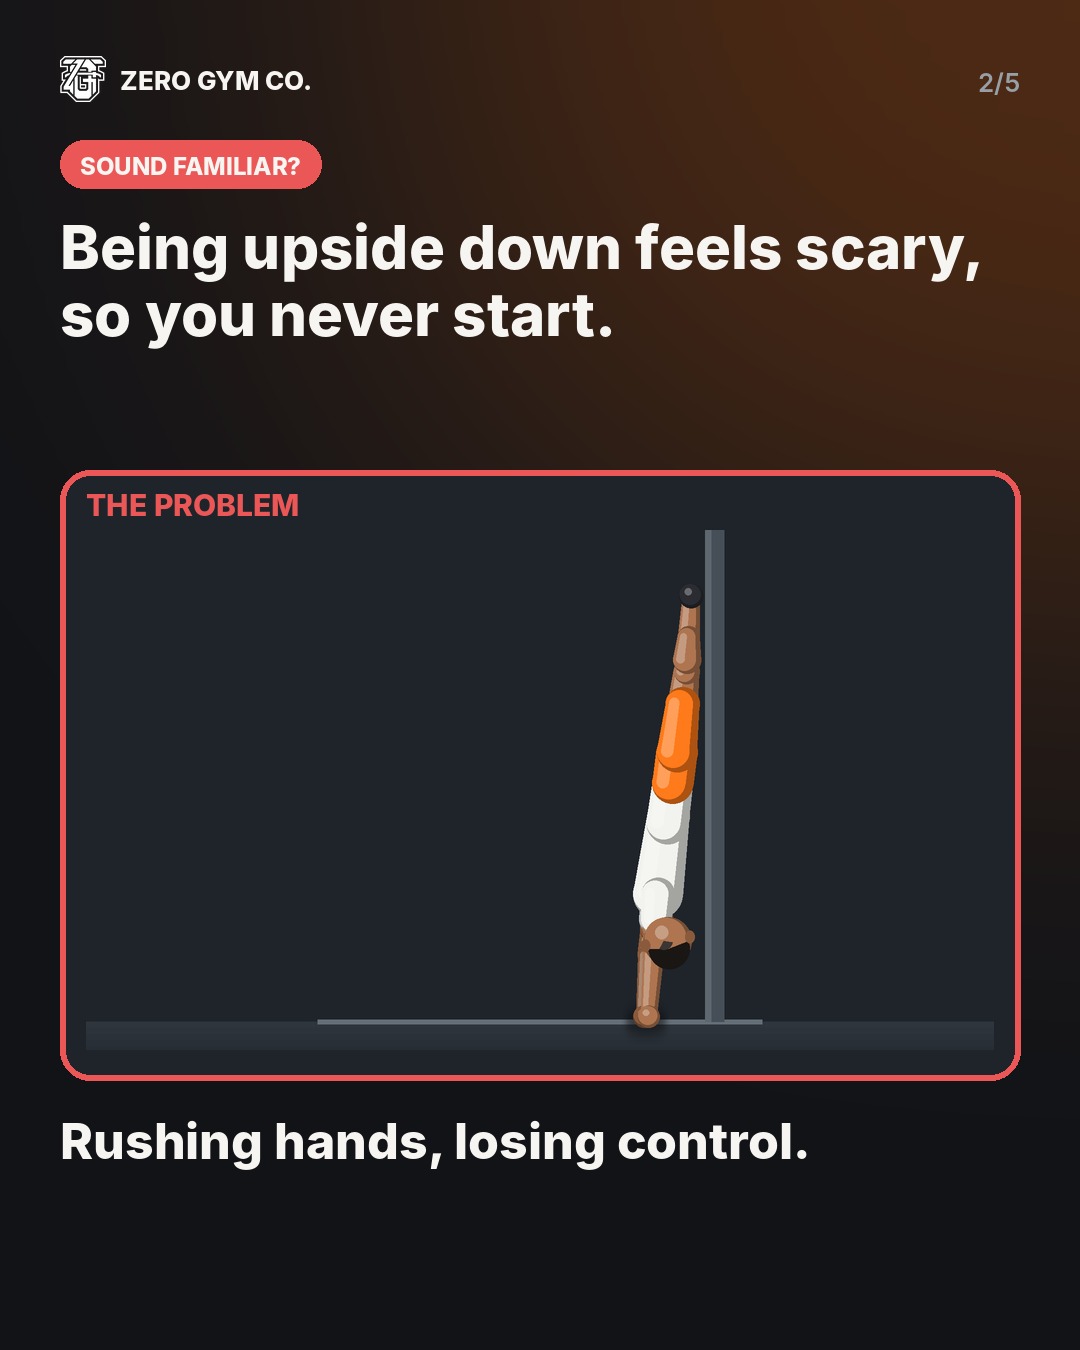 ZERO GYM CO.
2/5
SOUND FAMILIAR?
Being upside down feels scary,
so you never start.
THE PROBLEM
Rushing hands, losing control.